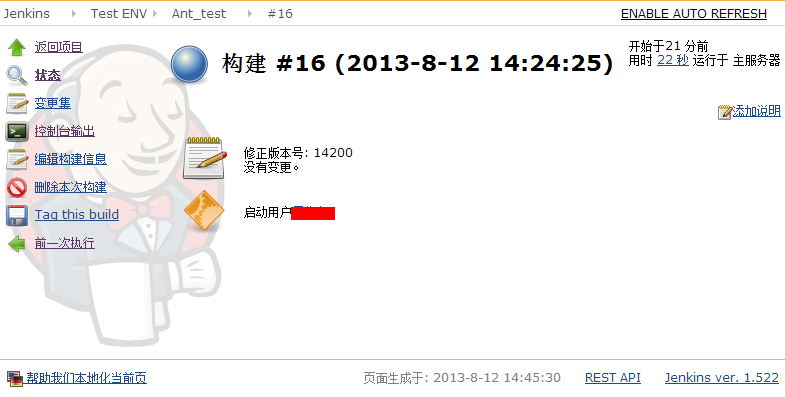 Jenkins Test ENV Ant_test #16 ENABLE AUTO REFRESH
返回项目
状态
变更集
控制台输出
编辑构建信息
删除本次构建
Tag this build
前一次执行
构建 #16 (2013-8-12 14:24:25)
开始于21 分前
用时 22 秒 运行于 主服务器
添加说明
修正版本号: 14200
没有变更。
启动用户
帮助我们本地化当前页 页面生成于: 2013-8-12 14:45:30 REST API Jenkins ver. 1.522